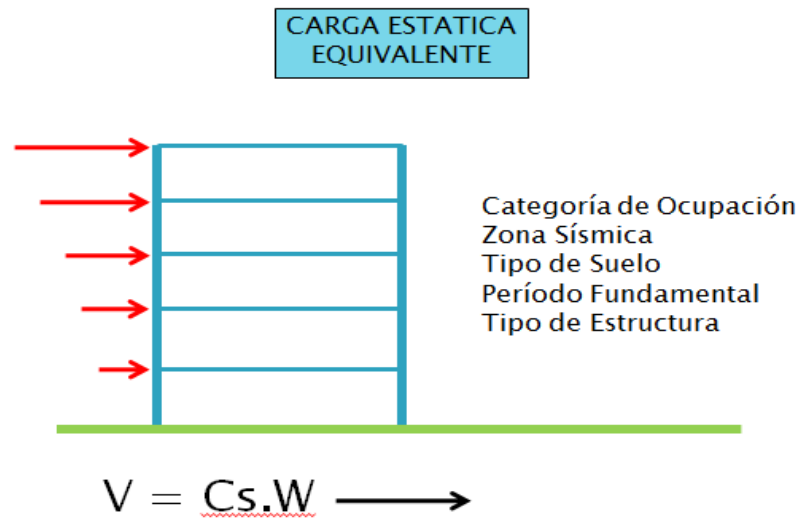 CARGA ESTATICA
EQUIVALENTE
Categoría de Ocupación
Zona Sísmica
Tipo de Suelo
Período Fundamental
Tipo de Estructura
V = Cs.W